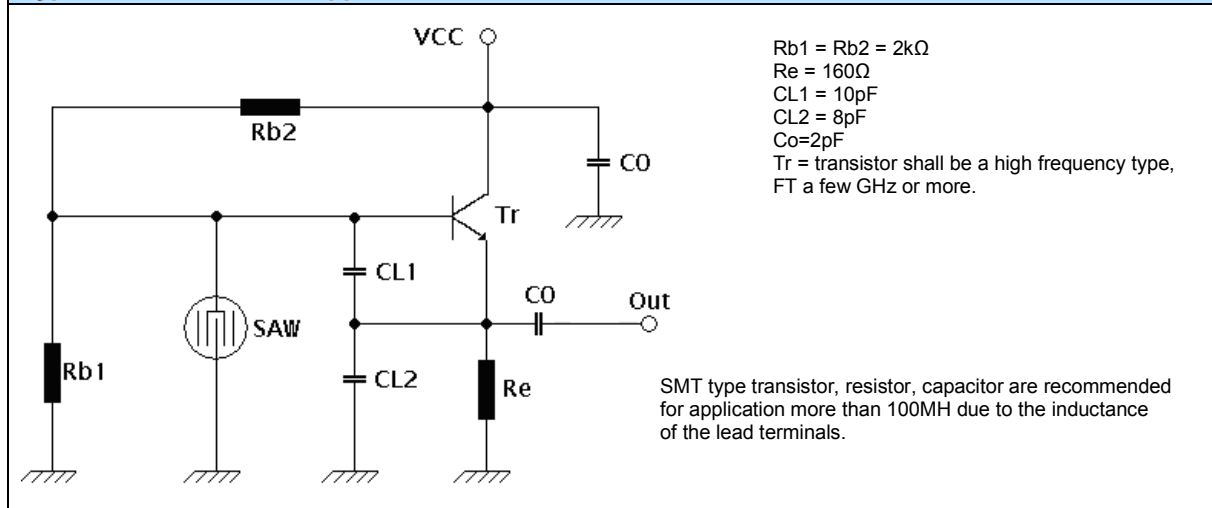 VCC
Rb2
C0
Tr
CL1
C0
Out
SAW
Rb1
CL2
Re
Rb1 = Rb2 = 2kΩ
Re = 160Ω
CL1 = 10pF
CL2 = 8pF
Co=2pF
Tr = transistor shall be a high frequency type,
FT a few GHz or more.
SMT type transistor, resistor, capacitor are recommended
for application more than 100MH due to the inductance
of the lead terminals.